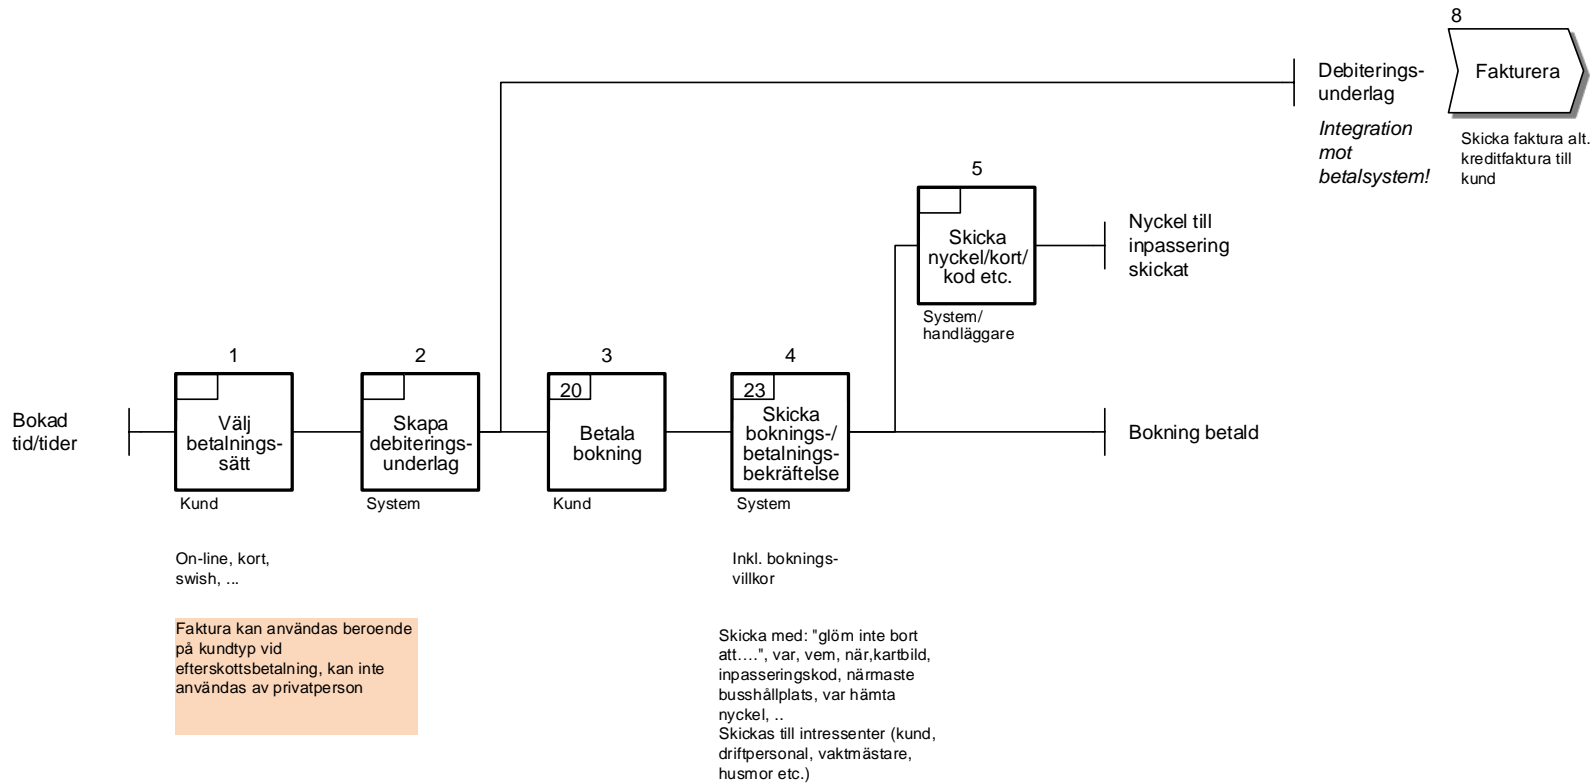 8
Fakturera
Debiterings-
underlag
Integration
mot
betalsystem!
Skicka faktura alt.
kreditfaktura till
kund
5
Skicka
nyckel/kort/
kod etc.
System/
handläggare
Nyckel till
inpassering
skickat
Bokad
tid/tider
1
Välj
betalnings-
sätt
Kund
2
Skapa
debiterings-
underlag
System
3
20
Betala
bokning
Kund
4
23
Skicka
boknings-/
betalnings-
bekräftelse
System
Bokning betald
On-line, kort,
swish, ...
Faktura kan användas beroende
på kundtyp vid
efterskottsbetalning, kan inte
användas av privatperson
Inkl. boknings-
villkor
Skicka med: "glöm inte bort
att....", var, vem, när,kartbild,
inpasseringskod, närmaste
busshållplats, var hämta
nyckel, ..
Skickas till intressenter (kund,
driftpersonal, vaktmästare,
husmor etc.)